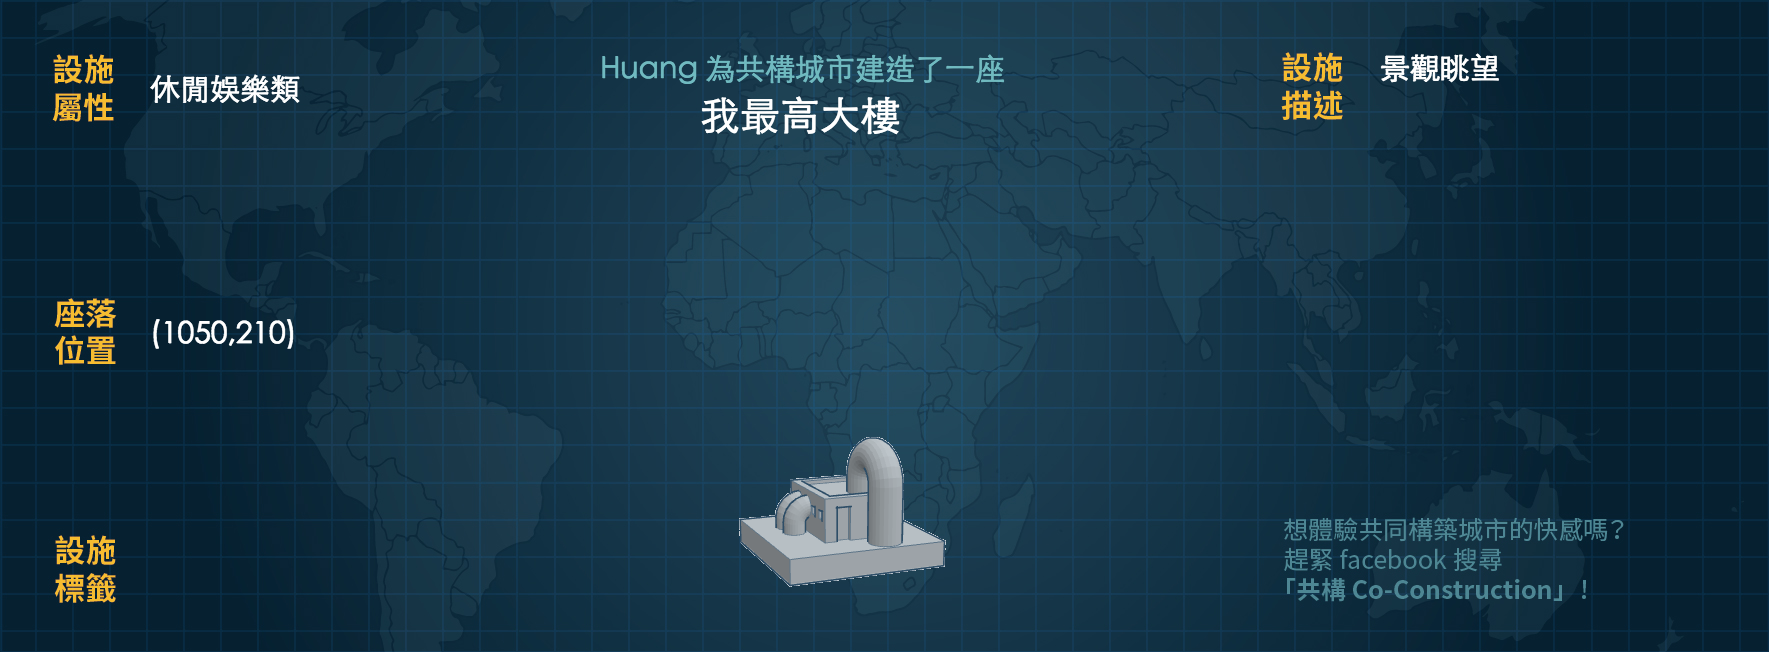 設施
屬性
休閒娛樂類
Huang 為共構城市建造了一座
我最高大樓
設施
描述
景觀眺望
座落
位置
(1050,210)
設施
標籤
想體驗共同構築城市的快感嗎？
趕緊 facebook 搜尋
「共構 Co-Construction」！